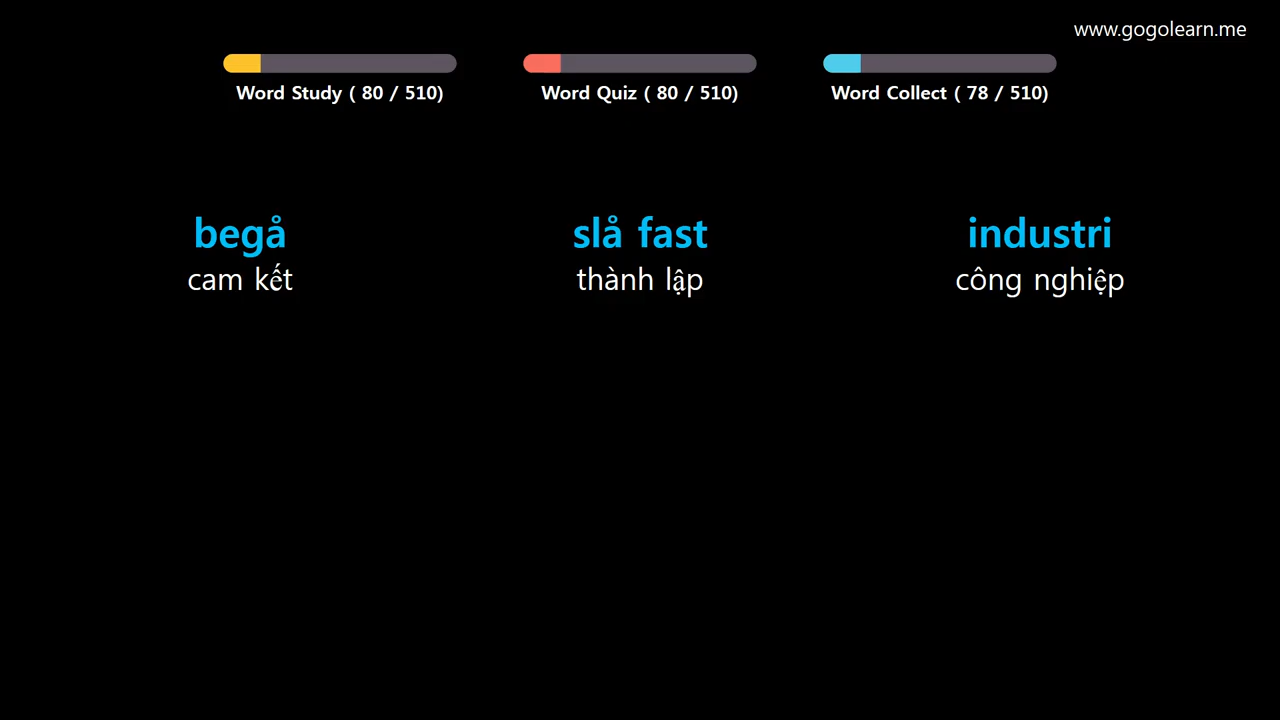 www.gogolearn.me
Word Study ( 80 / 510)
Word Quiz ( 80 / 510)
Word Collect ( 78 / 510)
begå
cam kết
slå fast
thành lập
industri
công nghiệp